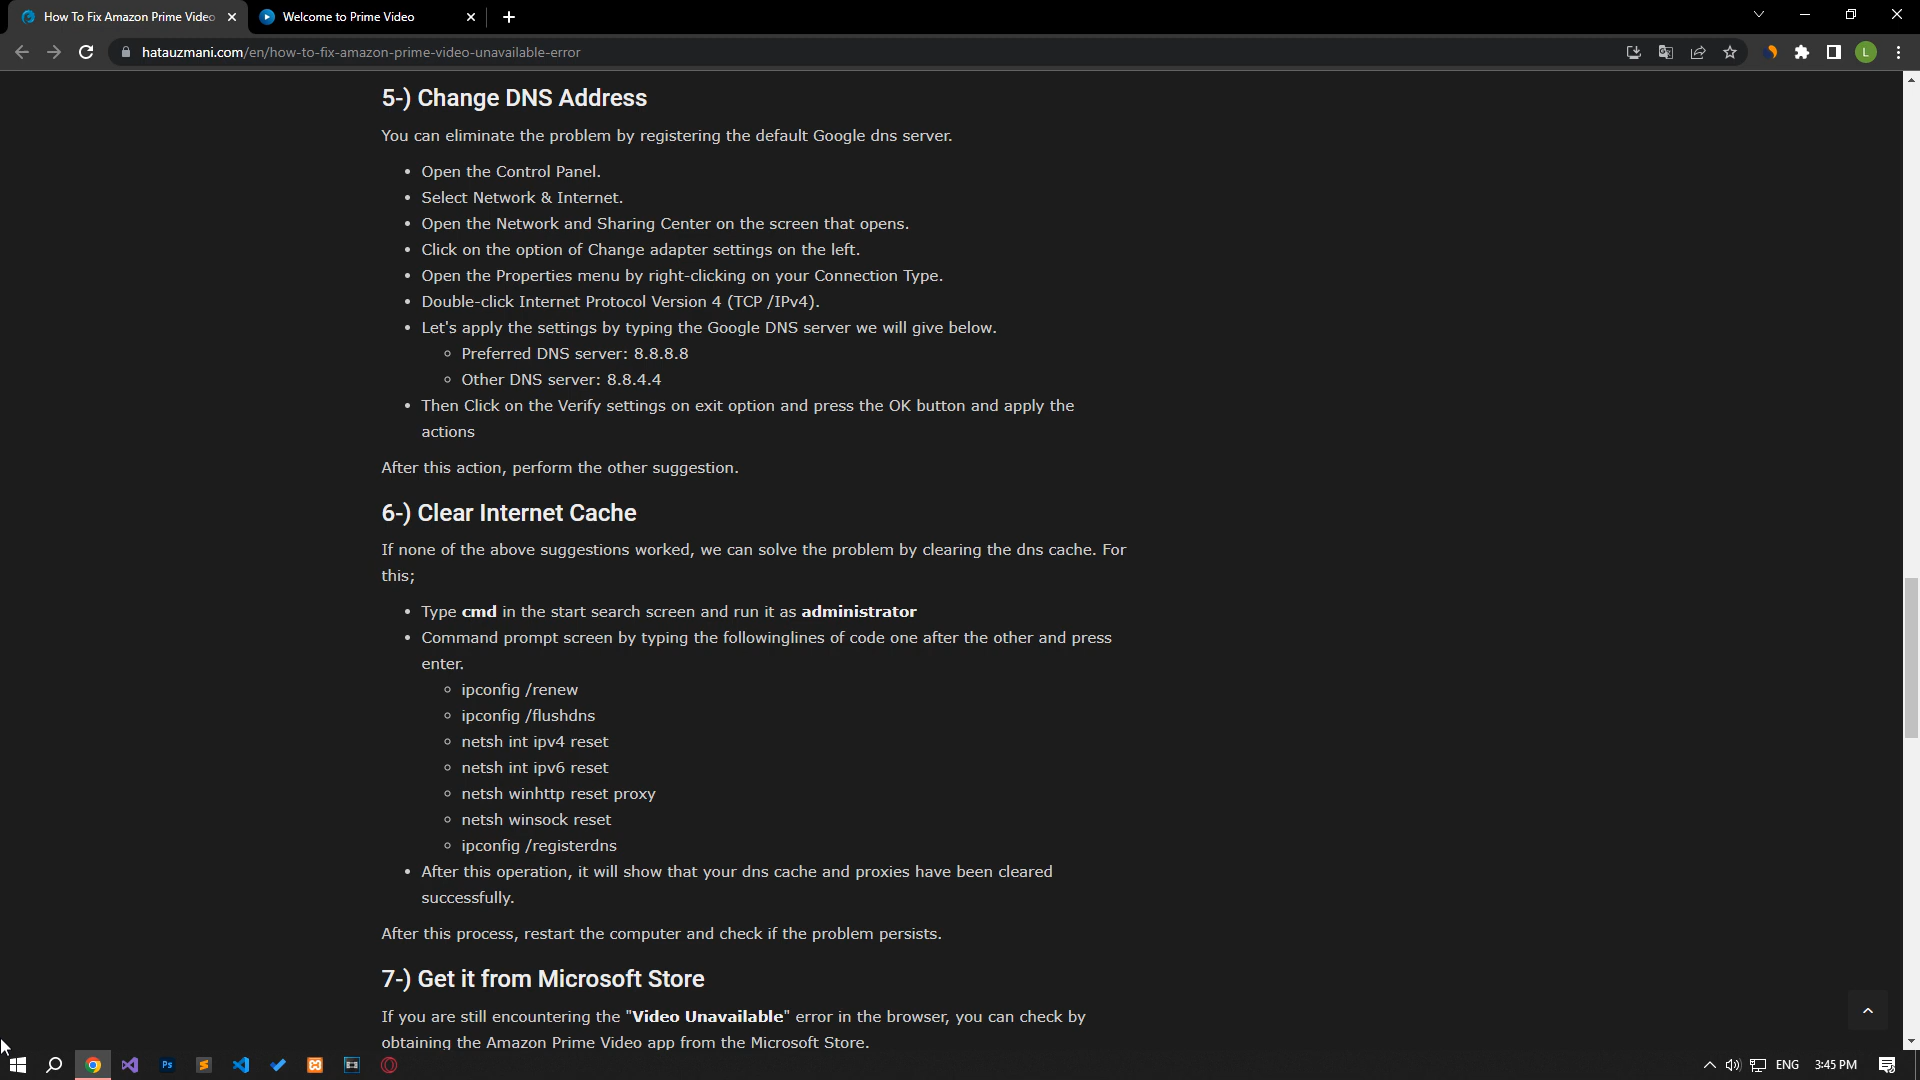 How To Fix Amazon Prime Video
Welcome to Prime Video
hatauzmani.com/en/how-to-fix-amazon-prime-video-unavailable-error
L
5-) Change DNS Address
You can eliminate the problem by registering the default Google dns server.
Open the Control Panel.
Select Network & Internet.
Open the Network and Sharing Center on the screen that opens.
Click on the option of Change adapter settings on the left.
Open the Properties menu by right-clicking on your Connection Type.
Double-click Internet Protocol Version 4 (TCP /IPv4).
Let's apply the settings by typing the Google DNS server we will give below.
Preferred DNS server: 8.8.8.8
Other DNS server: 8.8.4.4
Then Click on the Verify settings on exit option and press the OK button and apply the
actions
After this action, perform the other suggestion.
6-) Clear Internet Cache
If none of the above suggestions worked, we can solve the problem by clearing the dns cache. For
this;
Type cmd in the start search screen and run it as administrator
Command prompt screen by typing the followinglines of code one after the other and press
enter.
ipconfig /renew
ipconfig /flushdns
netsh int ipv4 reset
netsh int ipv6 reset
netsh winhttp reset proxy
netsh winsock reset
ipconfig /registerdns
After this operation, it will show that your dns cache and proxies have been cleared
successfully.
After this process, restart the computer and check if the problem persists.
7-) Get it from Microsoft Store
If you are still encountering the "Video Unavailable" error in the browser, you can check by
obtaining the Amazon Prime Video app from the Microsoft Store.
Ps
ENG
3:45 PM